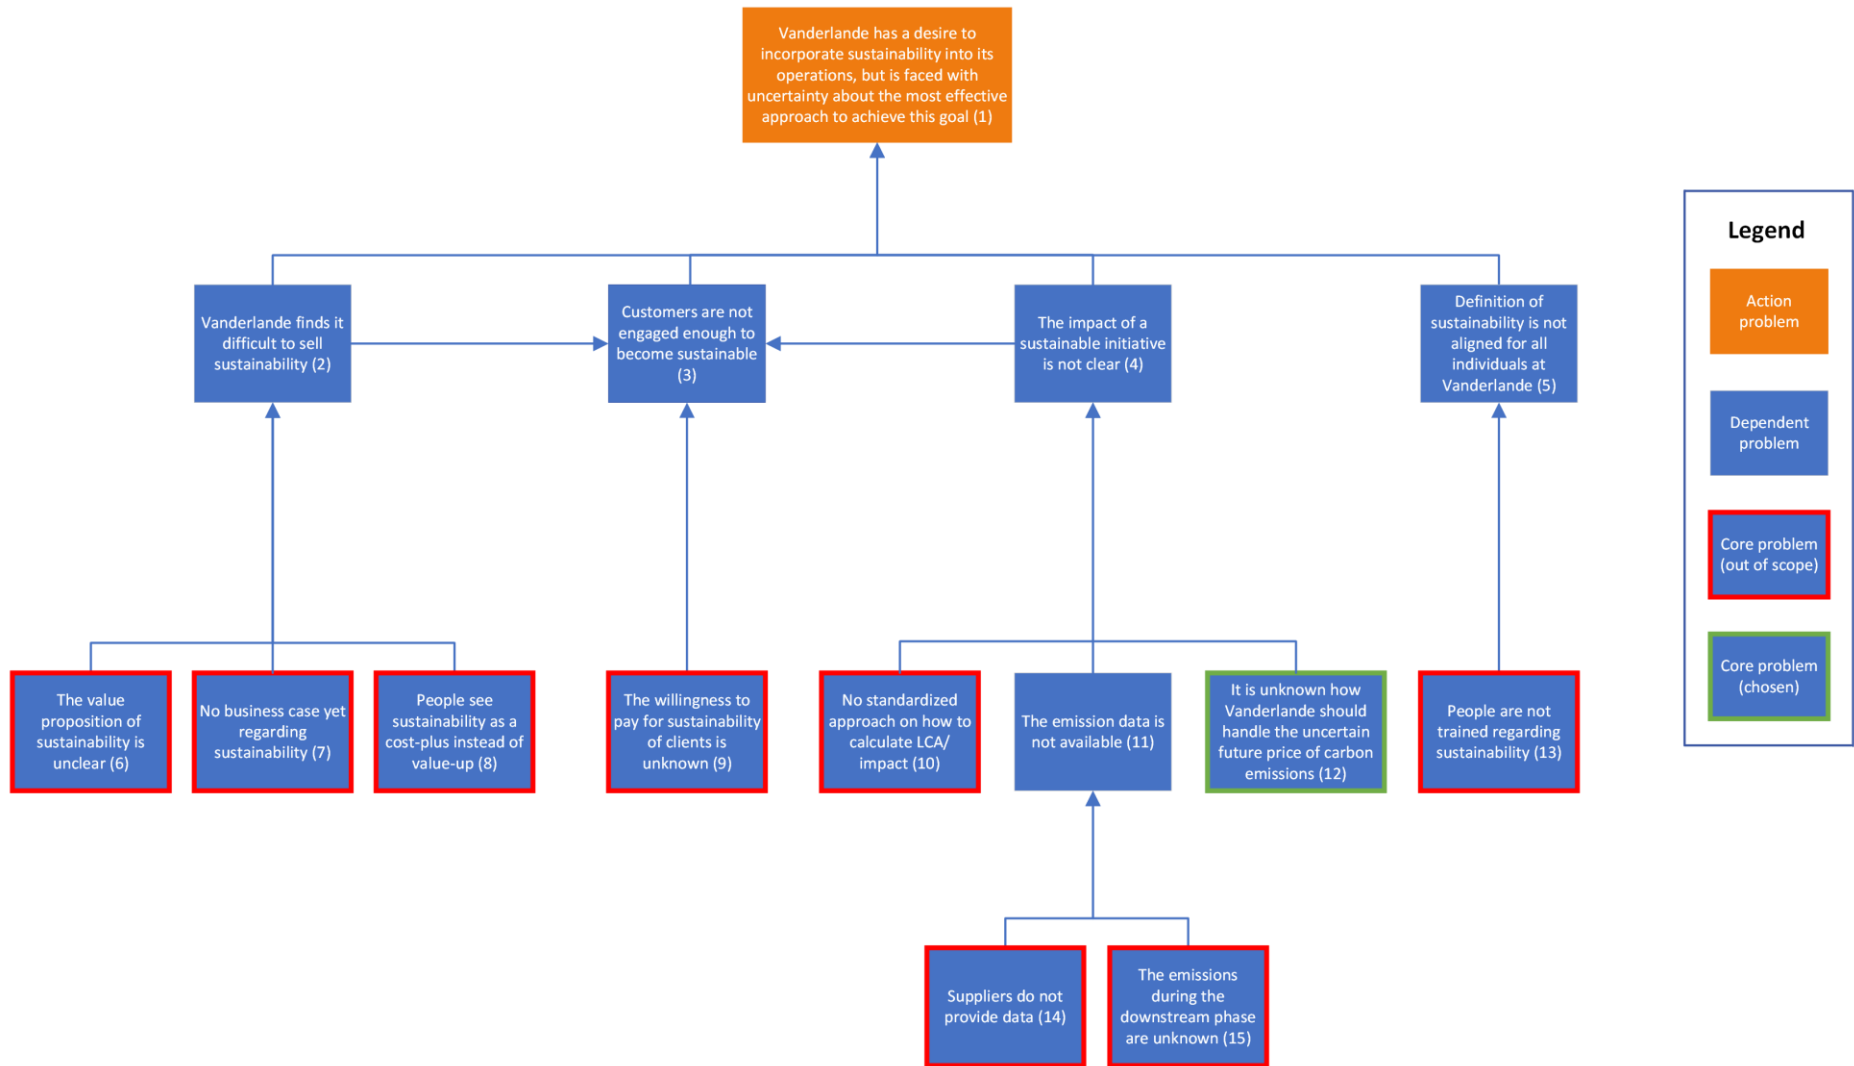 Vanderlande has a desire to
incorporate sustainability into its
operations, but is faced with
uncertainty about the most effective
approach to achieve this goal (1)
Vanderlande finds it
difficult to sell
sustainability (2)
Customers are not
engaged enough to
become sustainable
(3)
The impact of a
sustainable initiative
is not clear (4)
Definition of
sustainability is not
aligned for all
individuals at
Vanderlande (5)
The value
proposition of
sustainability is
unclear (6)
No business case yet
regarding
sustainability (7)
People see
sustainability as a
cost-plus instead of
value-up (8)
The willingness to
pay for sustainability
of clients is
unknown (9)
No standardized
approach on how to
calculate LCA/
impact (10)
The emission data is
not available (11)
It is unknown how
Vanderlande should
handle the uncertain
future price of carbon
emissions (12)
People are not
trained regarding
sustainability (13)
Suppliers do not
provide data (14)
The emissions
during the
downstream phase
are unknown (15)
Legend
Action
problem
Dependent
problem
Core problem
(out of scope)
Core problem
(chosen)